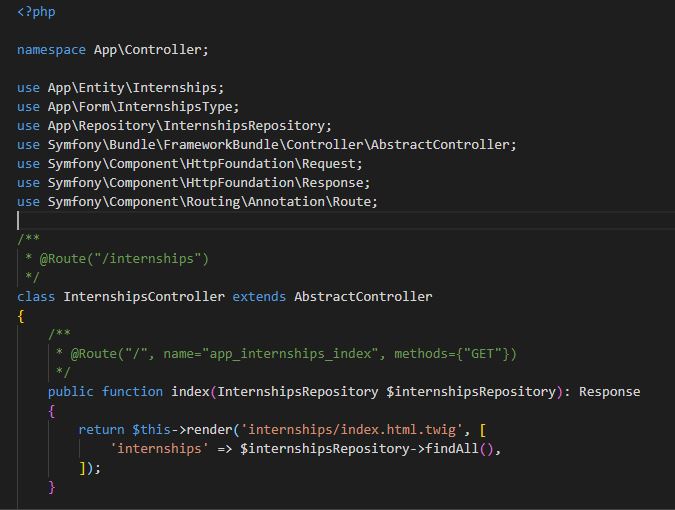 <?php
namespace App\Controller;
use App\Entity\Internships;
use App\Form\InternshipsType;
use App\Repository\InternshipsRepository;
use Symfony\Bundle\FrameworkBundle\Controller\AbstractController;
use Symfony\Component\HttpFoundation\Request;
use Symfony\Component\HttpFoundation\Response;
use Symfony\Component\Routing\Annotation\Route;
/**
 * @Route("/internships")
 */
class InternshipsController extends AbstractController
{
    /**
     * @Route("/", name="app_internships_index", methods={"GET"})
     */
    public function index(InternshipsRepository $internshipsRepository): Response
    {
        return $this->render('internships/index.html.twig', [
            'internships' => $internshipsRepository->findAll(),
        ]);
    }